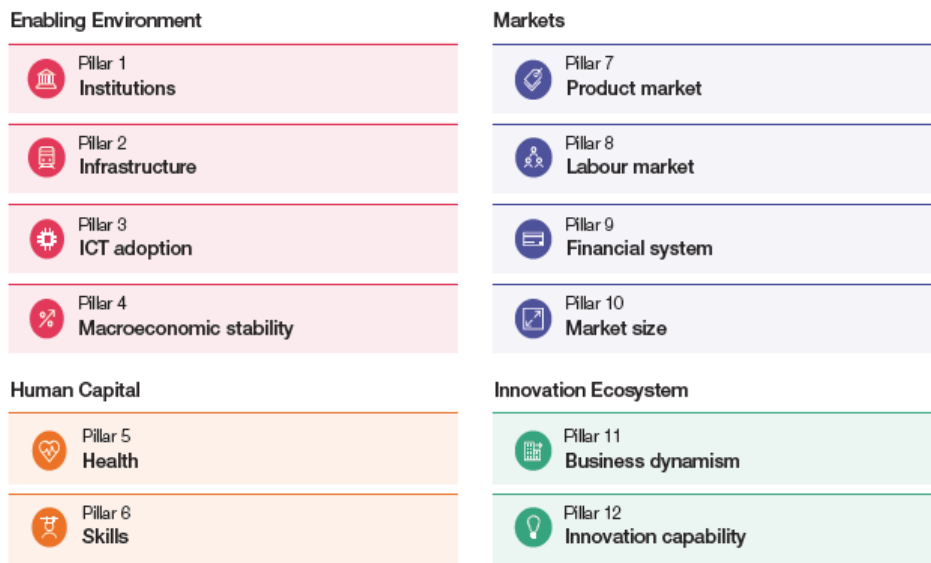 Enabling Environment
Pillar 1
Institutions
Pillar 2
Infrastructure
Pillar 3
ICT adoption
Pillar 4
Macroeconomic stability
Markets
Pillar 7
Product market
Pillar 8
Labour market
Pillar 9
Financial system
Pillar 10
Market size
Human Capital
Pillar 5
Health
Pillar 6
Skills
Innovation Ecosystem
Pillar 11
Business dynamism
Pillar 12
Innovation capability